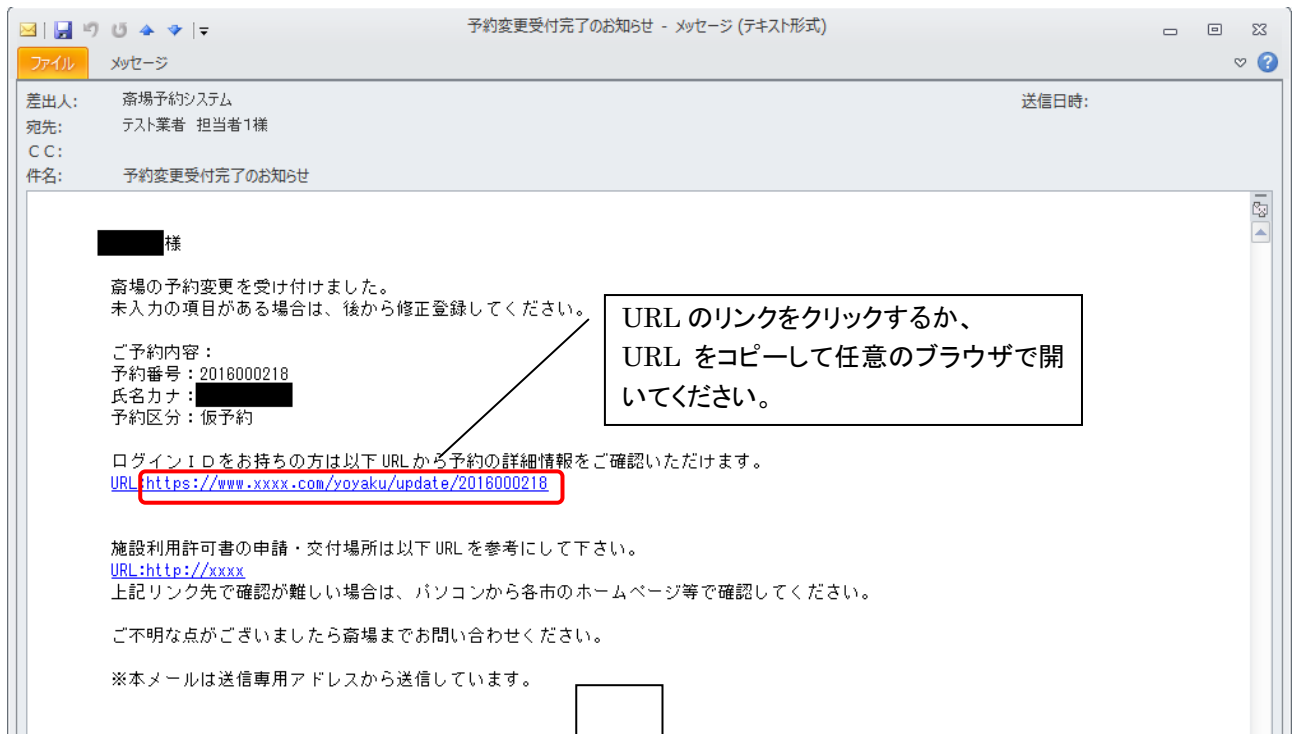 予約変更受付完了のお知らせ - メッセージ (テキスト形式)
ファイル メッセージ
差出人: 斎場予約システム 送信日時:
宛先: テスト業者 担当者1様
CC:
件名: 予約変更受付完了のお知らせ
様
斎場の予約変更を受け付けました。
未入力の項目がある場合は、後から修正登録してください。
URL のリンクをクリックするか、
URL をコピーして任意のブラウザで開
いてください。
ご予約内容：
予約番号：2016000218
氏名カナ：
予約区分：仮予約
ログインＩＤをお持ちの方は以下URLから予約の詳細情報をご確認いただけます。
URL:https://www.xxxx.com/yoyaku/update/2016000218
施設利用許可書の申請・交付場所は以下URLを参考にして下さい。
URL:http://xxxx
上記リンク先で確認が難しい場合は、パソコンから各市のホームページ等で確認してください。
ご不明な点がございましたら斎場までお問い合わせください。
※本メールは送信専用アドレスから送信しています。